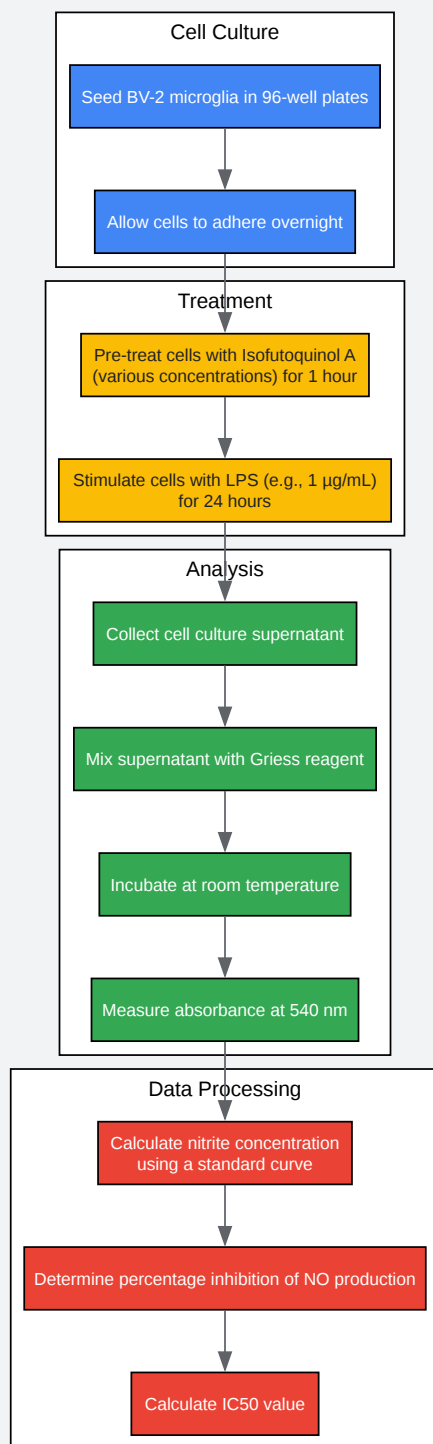 Cell Culture
Seed BV-2 microglia in 96-well plates
Allow cells to adhere overnight
Treatment
Pre-treat cells with Isofutoquinol A
(various concentrations) for 1 hour
Stimulate cells with LPS (e.g., 1 µg/mL)
for 24 hours
Analysis
Collect cell culture supernatant
Mix supernatant with Griess reagent
Incubate at room temperature
Measure absorbance at 540 nm
Data Processing
Calculate nitrite concentration
using a standard curve
Determine percentage inhibition of NO production
Calculate IC50 value